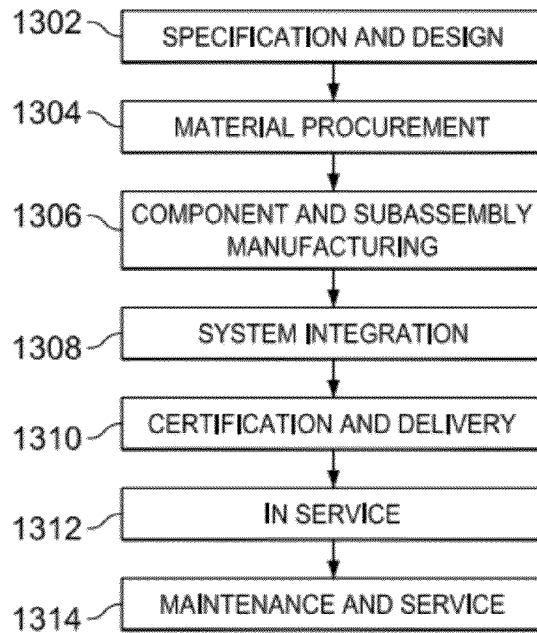 1302
SPECIFICATION AND DESIGN
1304
MATERIAL PROCUREMENT
1306
COMPONENT AND SUBASSEMBLY
MANUFACTURING
1308
SYSTEM INTEGRATION
1310
CERTIFICATION AND DELIVERY
1312
IN SERVICE
1314
MAINTENANCE AND SERVICE